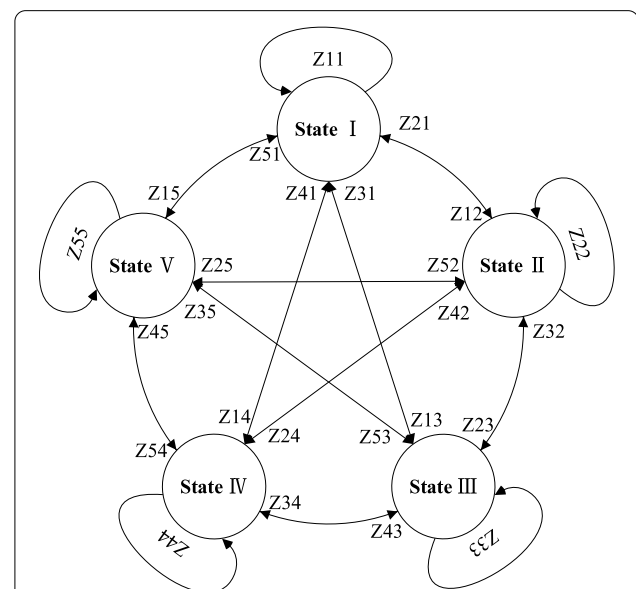 Z11
State Ⅰ
Z21
Z51
Z41 Z31
Z15
Z12
Z55
State Ⅴ
Z25
Z35
Z45
Z52
State Ⅱ
Z22
Z42
Z32
Z14
Z24
Z13
Z53
Z23
Z54
State Ⅳ
Z34
Z44
State Ⅲ
Z43
Z33